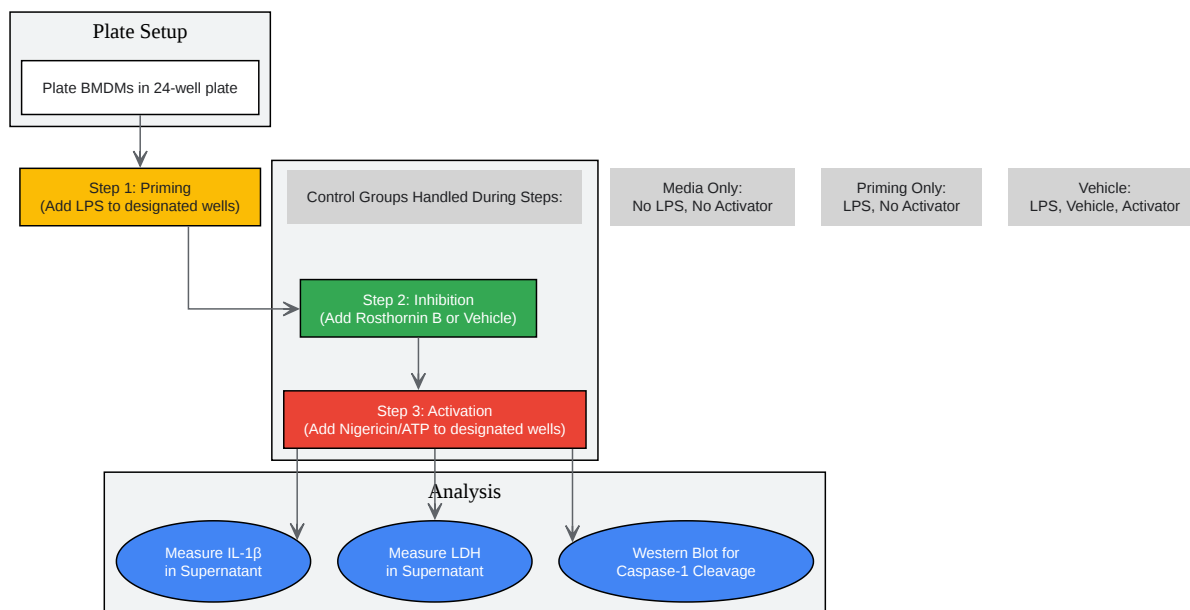 Plate Setup
Plate BMDMs in 24-well plate
Step 1: Priming
(Add LPS to designated wells)
Control Groups Handled During Steps:
Media Only:
No LPS, No Activator
Priming Only:
LPS, No Activator
Vehicle:
LPS, Vehicle, Activator
Step 2: Inhibition
(Add Rosthornin B or Vehicle)
Step 3: Activation
(Add Nigericin/ATP to designated wells)
Analysis
Measure IL-1β
in Supernatant
Measure LDH
in Supernatant
Western Blot for
Caspase-1 Cleavage